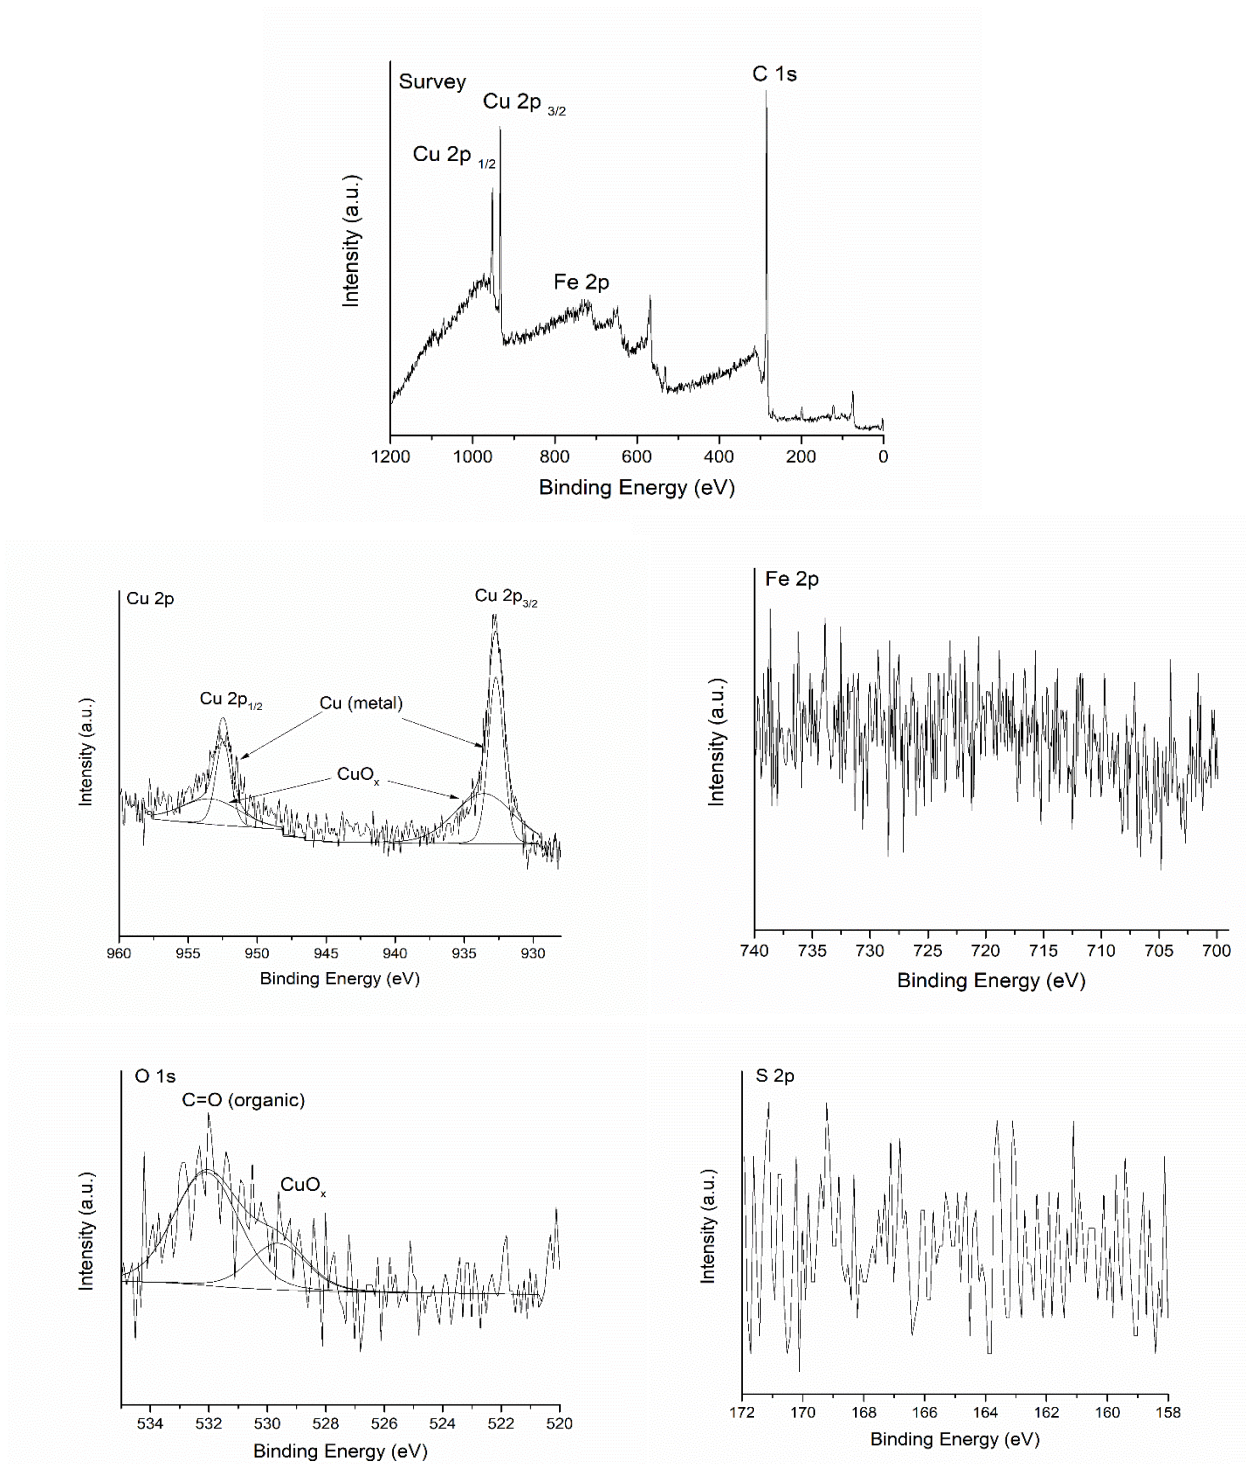 Survey
C 1s
Cu 2p 3/2
Cu 2p 1/2
Fe 2p
Intensity (a.u.)
1200 1000 800 600 400 200 0
Binding Energy (eV)
Cu 2p
Cu 2p3/2
Cu 2p1/2
Cu (metal)
CuOx
Intensity (a.u.)
960 955 950 945 940 935 930
Binding Energy (eV)
Fe 2p
Intensity (a.u.)
740 735 730 725 720 715 710 705 700
Binding Energy (eV)
O 1s
C=O (organic)
CuOx
Intensity (a.u.)
534 532 530 528 526 524 522 520
Binding Energy (eV)
S 2p
Intensity (a.u.)
172 170 168 166 164 162 160 158
Binding Energy (eV)